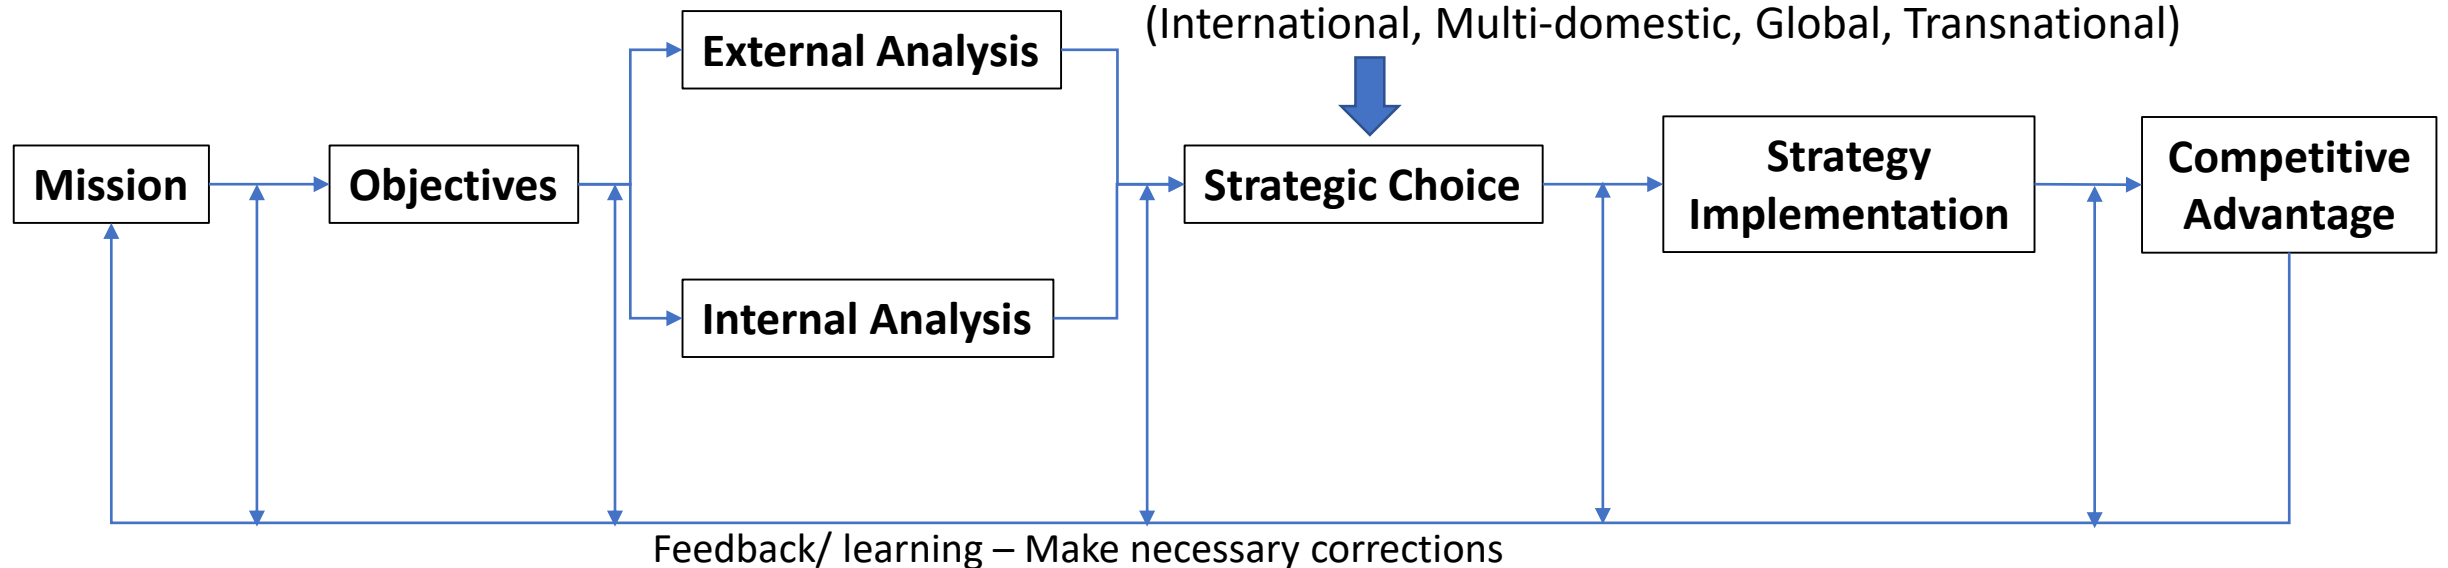 (International, Multi-domestic, Global, Transnational)
External Analysis
Mission
Objectives
Strategic Choice
Strategy
Implementation
Competitive
Advantage
Internal Analysis
Feedback/ learning – Make necessary corrections